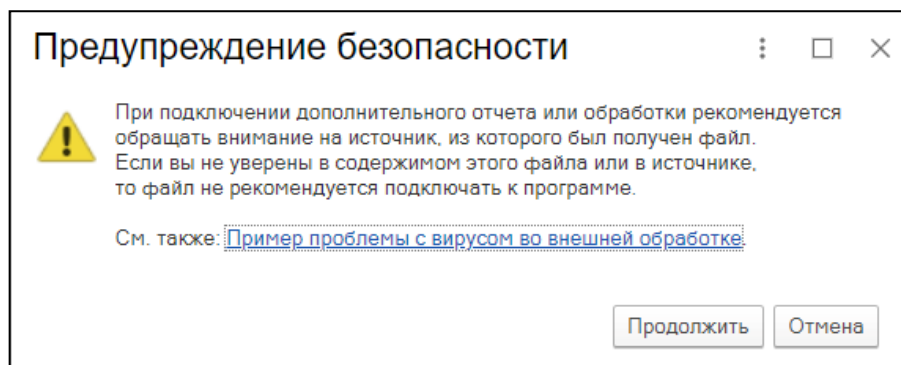 Предупреждение безопасности
При подключении дополнительного отчета или обработки рекомендуется
обращать внимание на источник, из которого был получен файл.
Если вы не уверены в содержимом этого файла или в источнике,
то файл не рекомендуется подключать к программе.
См. также: Пример проблемы с вирусом во внешней обработке.
Продолжить Отмена